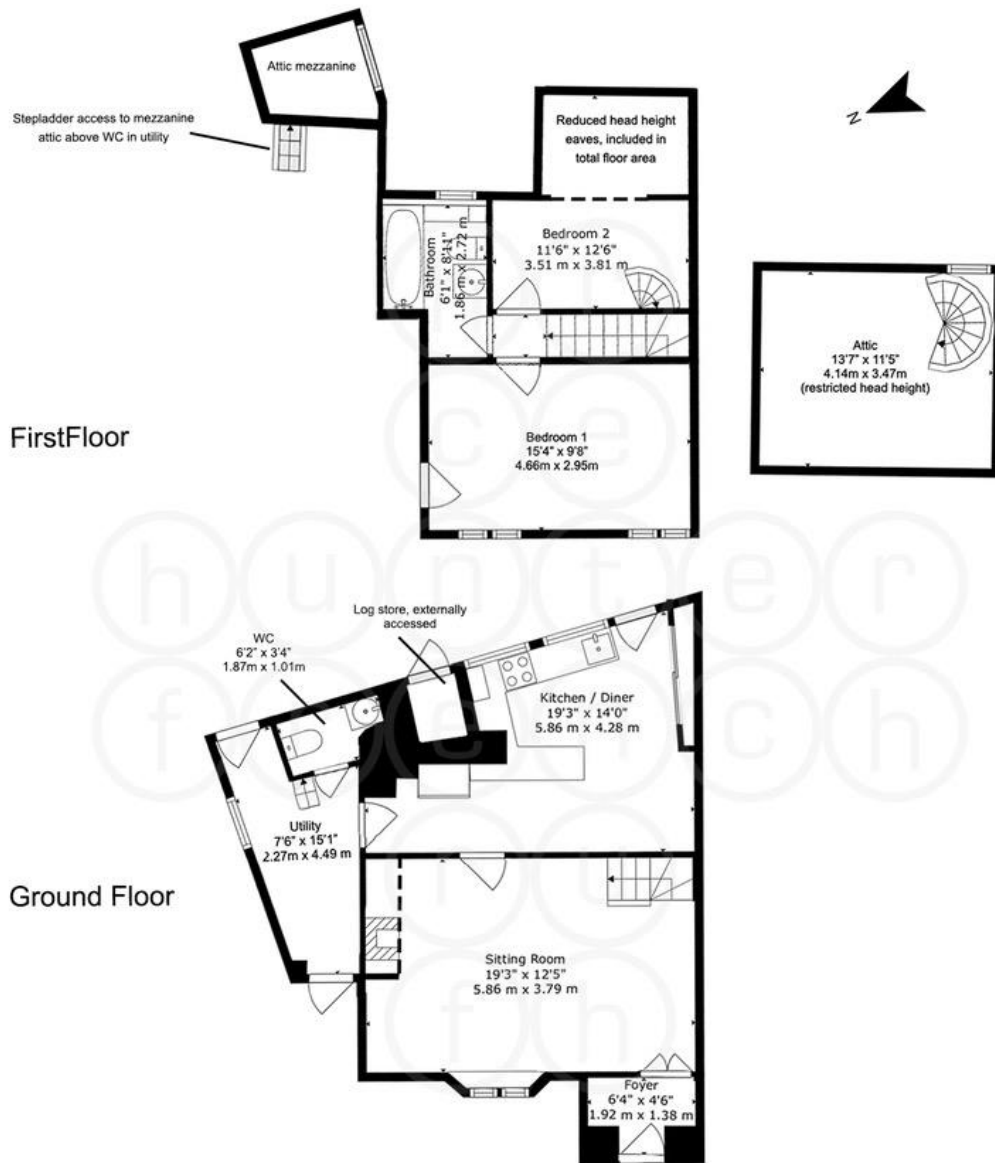 Attic mezzanine
Stepladder access to mezzanine
attic above WC in utility
Reduced head height
eaves, included in
total floor area
N
Bedroom 2
11'6" x 12'6"
3.51 m x 3.81 m
Bathroom
6'1" x 8'11"
1.86 m x 2.72 m
Attic
13'7" x 11'5"
4.14m x 3.47m
(restricted head height)
FirstFloor
Bedroom 1
15'4" x 9'8"
4.66m x 2.95m
Log store, externally
accessed
WC
6'2" x 3'4"
1.87m x 1.01m
Kitchen / Diner
19'3" x 14'0"
5.86 m x 4.28 m
Utility
7'6" x 15'1"
2.27m x 4.49 m
Ground Floor
Sitting Room
19'3" x 12'5"
5.86 m x 3.79 m
Foyer
6'4" x 4'6"
1.92 m x 1.38 m
hunter
french